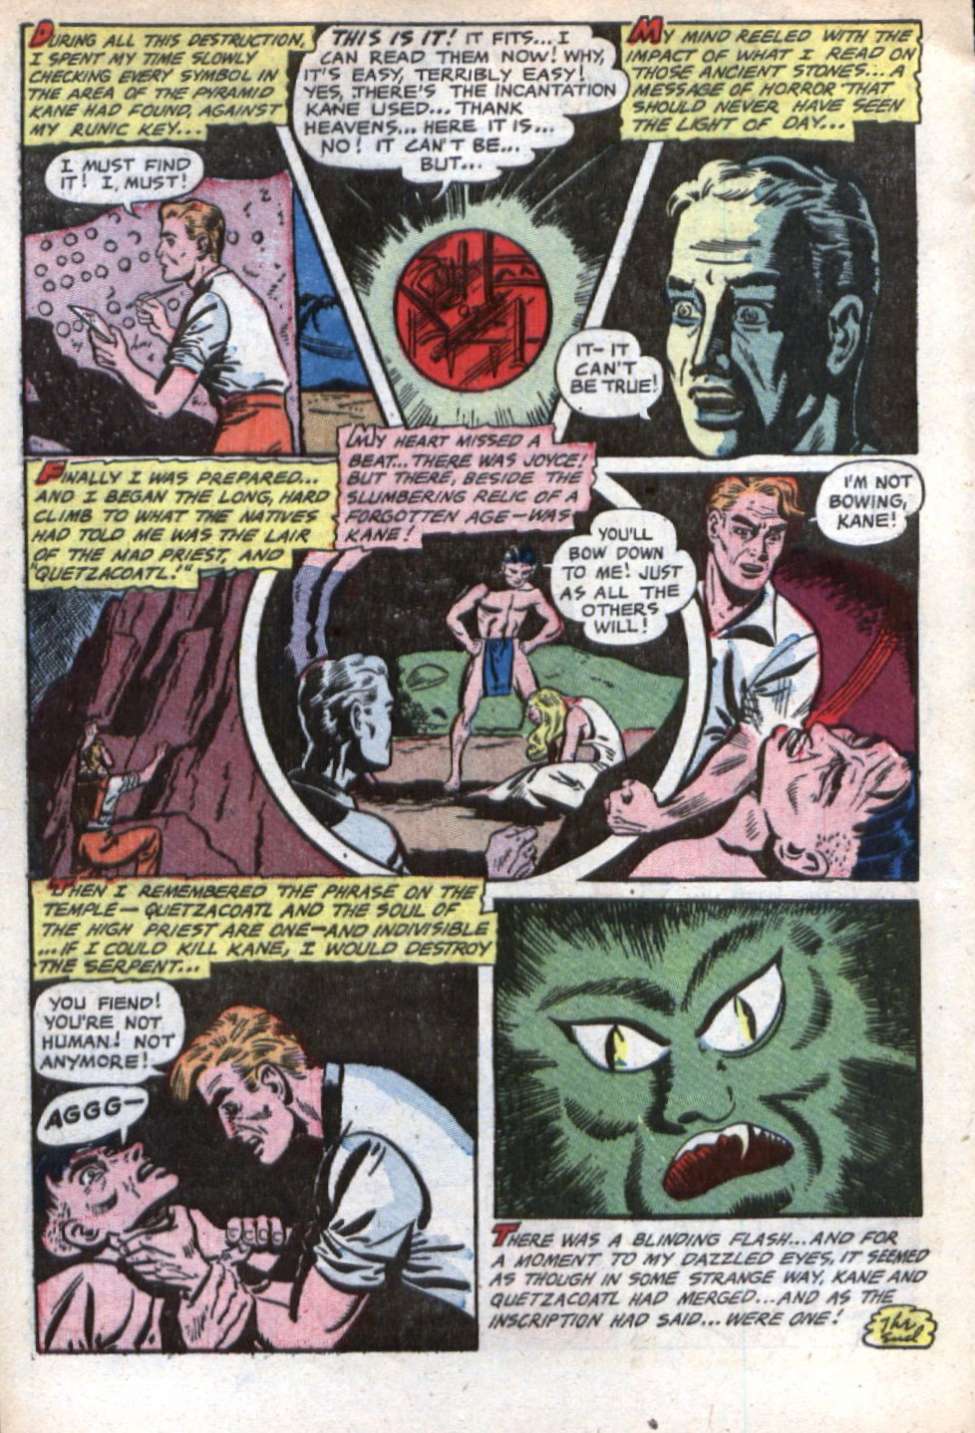 DURING ALL THIS DESTRUCTION,
I SPENT MY TIME SLOWLY
CHECKING EVERY SYMBOL IN
THE AREA OF THE PYRAMID
KANE HAD FOUND, AGAINST
MY RUNIC KEY...
I MUST FIND
IT! I, MUST!
THIS IS IT! IT FITS... I
CAN READ THEM NOW! WHY,
IT'S EASY, TERRIBLY EASY!
YES, THERE'S THE INCANTATION
KANE USED... THANK
HEAVENS... HERE IT IS...
NO! IT CAN'T BE...
BUT...
MY MIND REELED WITH THE
IMPACT OF WHAT I READ ON
THOSE ANCIENT STONES... A
MESSAGE OF HORROR THAT
SHOULD NEVER HAVE SEEN
THE LIGHT OF DAY...
IT-IT
CAN'T
BE TRUE!
FINALLY I WAS PREPARED...
AND I BEGAN THE LONG, HARD
CLIMB TO WHAT THE NATIVES
HAD TOLD ME WAS THE LAIR
OF THE MAD PRIEST, AND
"QUETZACOATL!"
MY HEART MISSED A
BEAT... THERE WAS JOYCE!
BUT THERE, BESIDE THE
SLUMBERING RELIC OF A
FORGOTTEN AGE—WAS
KANE!
YOU'LL
BOW DOWN
TO ME! JUST
AS ALL THE
OTHERS
WILL!
I'M NOT
BOWING,
KANE!
THEN I REMEMBERED THE PHRASE ON THE
TEMPLE—QUETZACOATL AND THE SOUL OF
THE HIGH PRIEST ARE ONE—AND INDIVISIBLE
...IF I COULD KILL KANE, I WOULD DESTROY
THE SERPENT...
YOU FIEND!
YOU'RE NOT
HUMAN! NOT
ANYMORE!
AGGG—
THERE WAS A BLINDING FLASH... AND FOR
A MOMENT TO MY DAZZLED EYES, IT SEEMED
AS THOUGH IN SOME STRANGE WAY, KANE AND
QUETZACOATL HAD MERGED... AND AS THE
INSCRIPTION HAD SAID... WERE ONE!
The
End